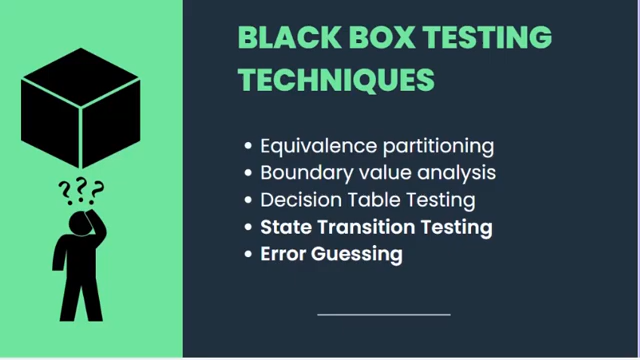 BLACK BOX TESTING
TECHNIQUES
???
• Equivalence partitioning
• Boundary value analysis
• Decision Table Testing
• State Transition Testing
• Error Guessing